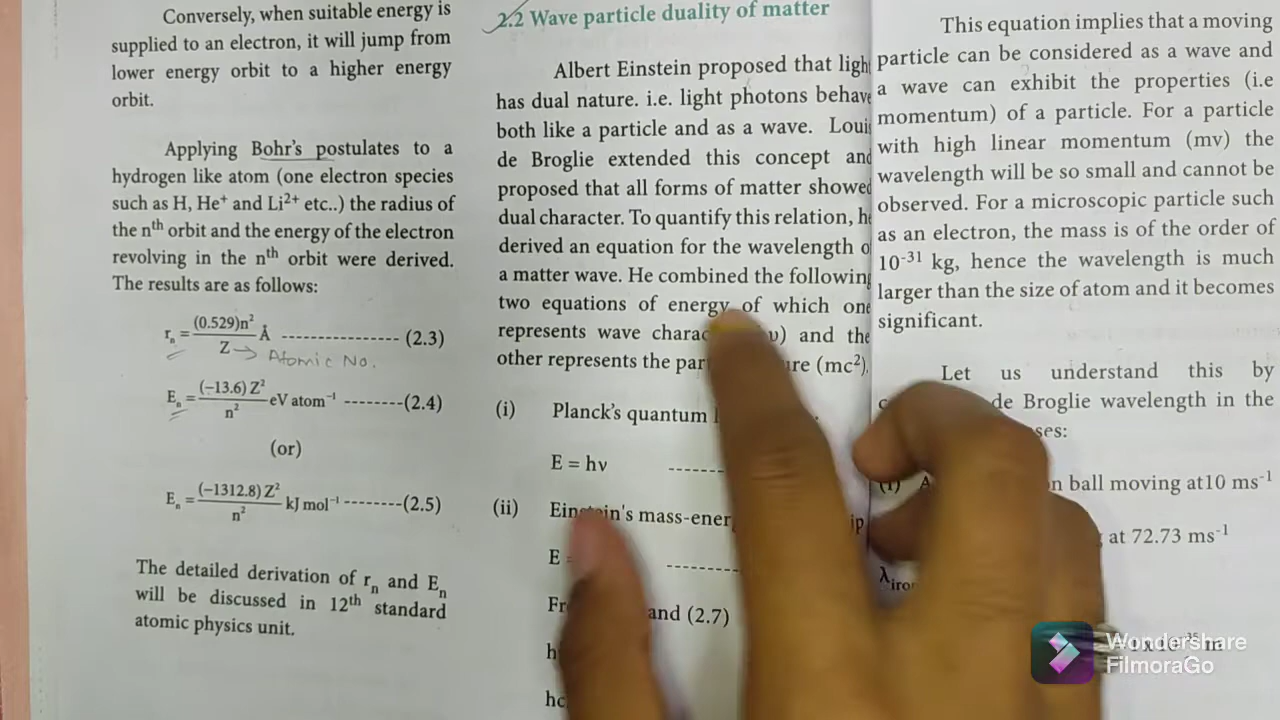 Conversely, when suitable energy is
supplied to an electron, it will jump from
lower energy orbit to a higher energy
orbit.
Applying Bohr's postulates to a
hydrogen like atom (one electron species
such as H, He⁺ and Li²⁺ etc..) the radius of
the nᵗʰ orbit and the energy of the electron
revolving in the nᵗʰ orbit were derived.
The results are as follows:
rₙ = (0.529)n² / Z Å ----------------- (2.3)
→ Atomic No.
Eₙ = (−13.6) Z² / n² eV atom⁻¹ --------(2.4)
(or)
Eₙ = (−1312.8) Z² / n² kJ mol⁻¹ --------(2.5)
The detailed derivation of rₙ and Eₙ
will be discussed in 12ᵗʰ standard
atomic physics unit.
2.2 Wave particle duality of matter
Albert Einstein proposed that ligh
has dual nature. i.e. light photons behave
both like a particle and as a wave. Loui
de Broglie extended this concept and
proposed that all forms of matter showed
dual character. To quantify this relation, he
derived an equation for the wavelength o
a matter wave. He combined the following
two equations of energy of which one
represents wave charac υ) and the
other represents the par re (mc²).
(i) Planck's quantum
E = hν -------
(ii) Einstein's mass-ener ip
E --------
Fr and (2.7)
h
hc
This equation implies that a moving
particle can be considered as a wave and
a wave can exhibit the properties (i.e
momentum) of a particle. For a particle
with high linear momentum (mv) the
wavelength will be so small and cannot be
observed. For a microscopic particle such
as an electron, the mass is of the order of
10⁻³¹ kg, hence the wavelength is much
larger than the size of atom and it becomes
significant.
Let us understand this by
c de Broglie wavelength in the
ses:
(i) A n ball moving at10 ms⁻¹
at 72.73 ms⁻¹
λiro
m
Wondershare
FilmoraGo